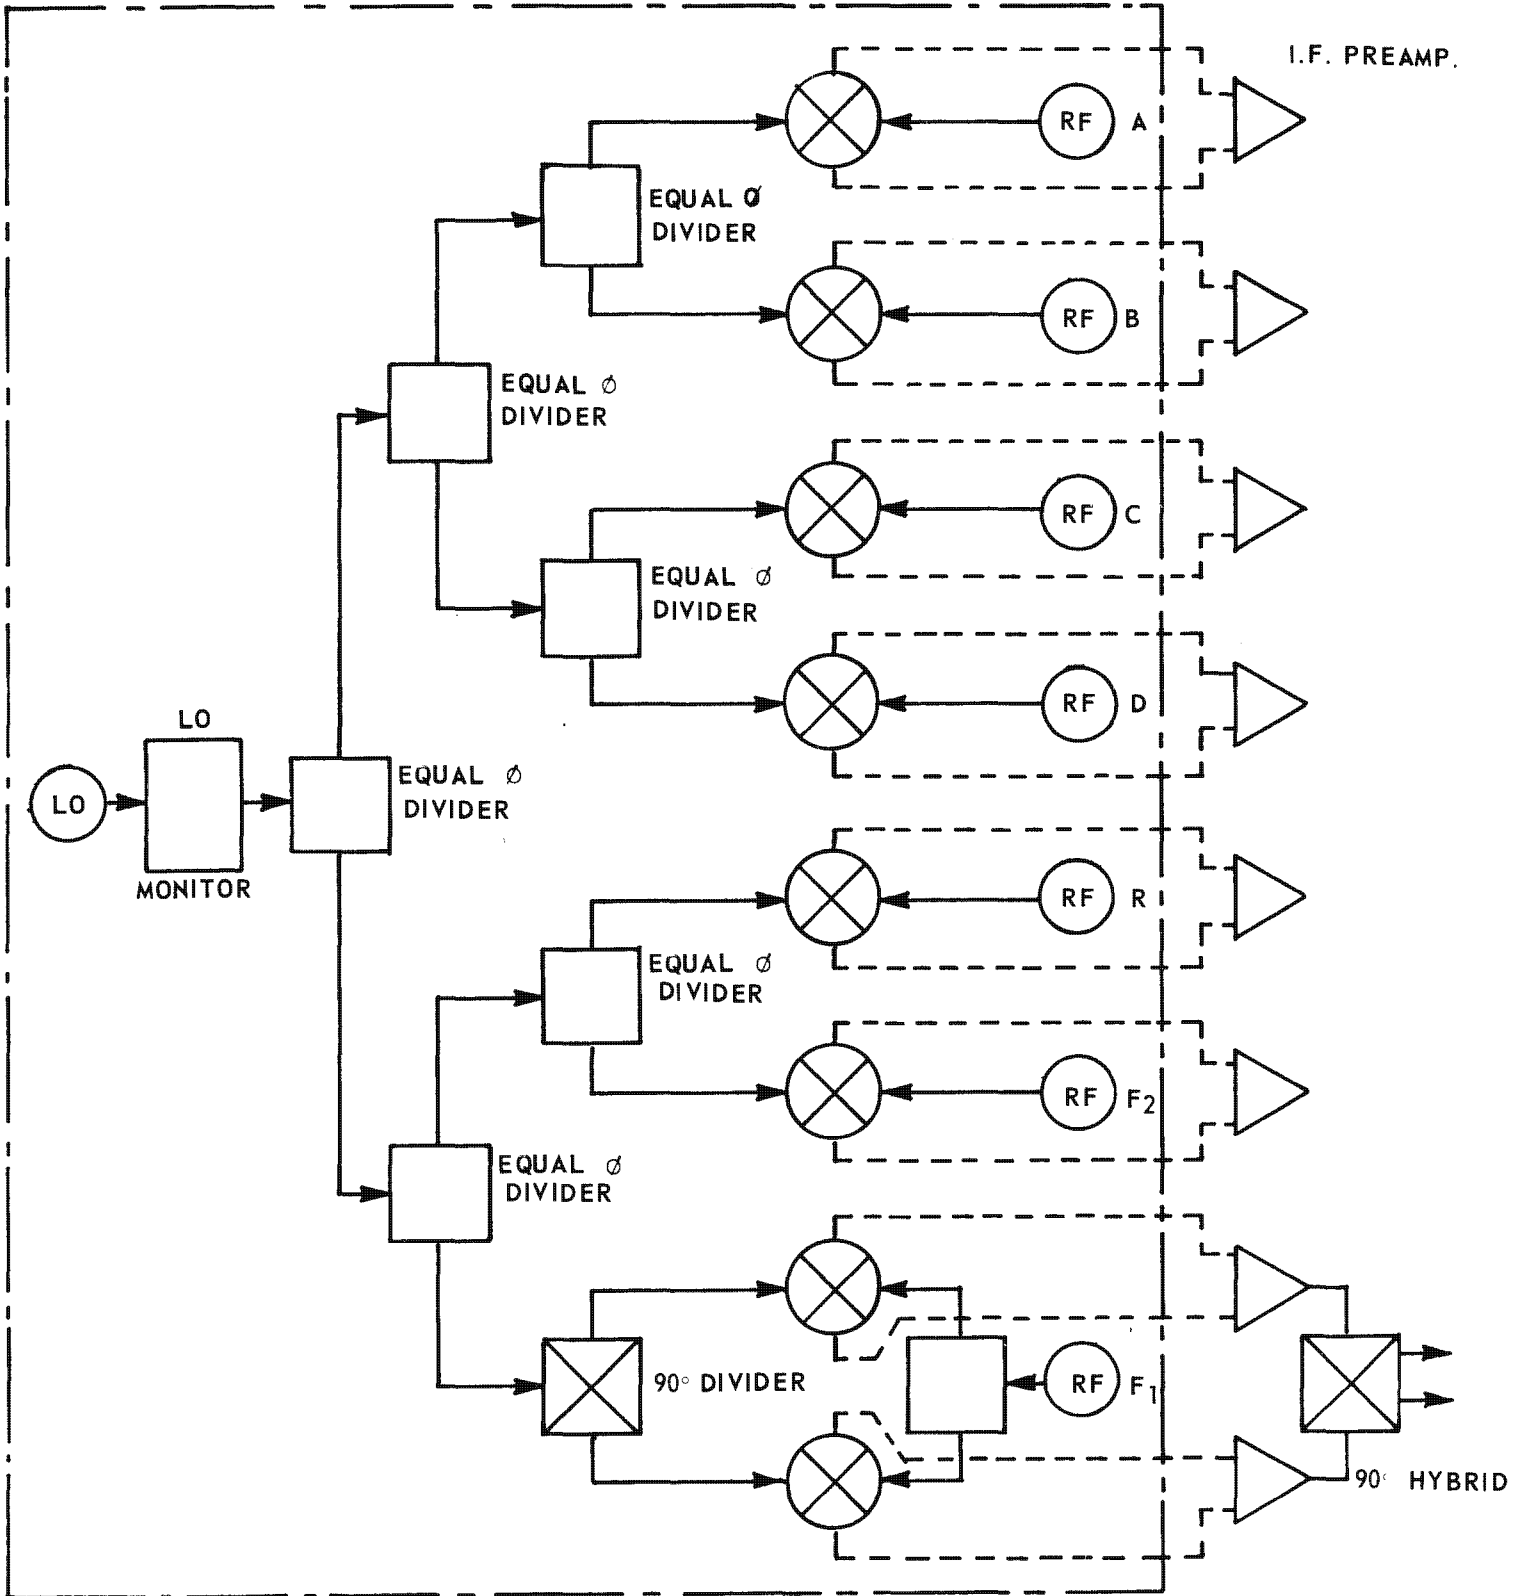 I.F. PREAMP.
RF A
EQUAL Ø
DIVIDER
RF B
EQUAL Ø
DIVIDER
RF C
EQUAL Ø
DIVIDER
RF D
LO
LO
EQUAL Ø
DIVIDER
MONITOR
RF R
EQUAL Ø
DIVIDER
RF F2
EQUAL Ø
DIVIDER
90° DIVIDER
RF F1
90° HYBRID